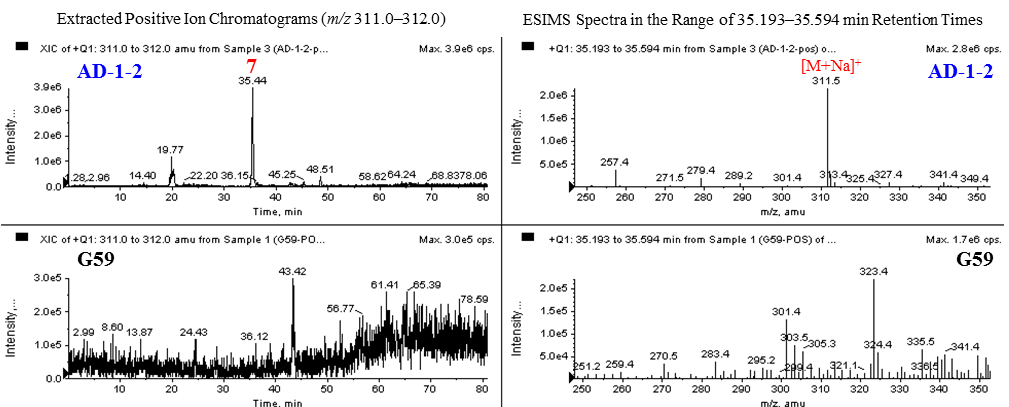 Extracted Positive Ion Chromatograms (m/z 311.0–312.0)
XIC of +Q1: 311.0 to 312.0 amu from Sample 3 (AD-1-2-p...
Max. 3.9e6 cps.
AD-1-2
7
35.44
3.9e6
3.0e6
2.0e6
1.0e6
0.0
Intensity...
19.77
2.96
14.40
22.20
36.15
45.25
48.51
58.62
64.24
68.83
78.06
10 20 30 40 50 60 70 80
Time, min
ESIMS Spectra in the Range of 35.193–35.594 min Retention Times
+Q1: 35.193 to 35.594 min from Sample 3 (AD-1-2-pos) o...
Max. 2.8e6 cps.
[M+Na]+
AD-1-2
311.5
2.0e6
1.5e6
1.0e6
5.0e5
Intensity...
257.4
271.5
279.4
289.2
301.4
313.4
325.4
327.4
341.4
349.4
250 260 270 280 290 300 310 320 330 340 350
m/z, amu
XIC of +Q1: 311.0 to 312.0 amu from Sample 1 (G59-PO...
Max. 3.0e5 cps.
G59
43.42
3.0e5
2.0e5
1.0e5
0.0
Intensity,...
2.99
8.60
13.87
24.43
36.12
56.77
61.41
65.39
78.59
10 20 30 40 50 60 70 80
Time, min
+Q1: 35.193 to 35.594 min from Sample 1 (G59-POS) of ...
Max. 1.7e6 cps.
G59
323.4
2.0e5
1.5e5
1.0e5
5.0e4
Intensity...
251.2
259.4
270.5
283.4
295.2
299.4
301.4
303.5
305.3
321.1
324.4
335.5
336.5
341.4
250 260 270 280 290 300 310 320 330 340 350
m/z, amu